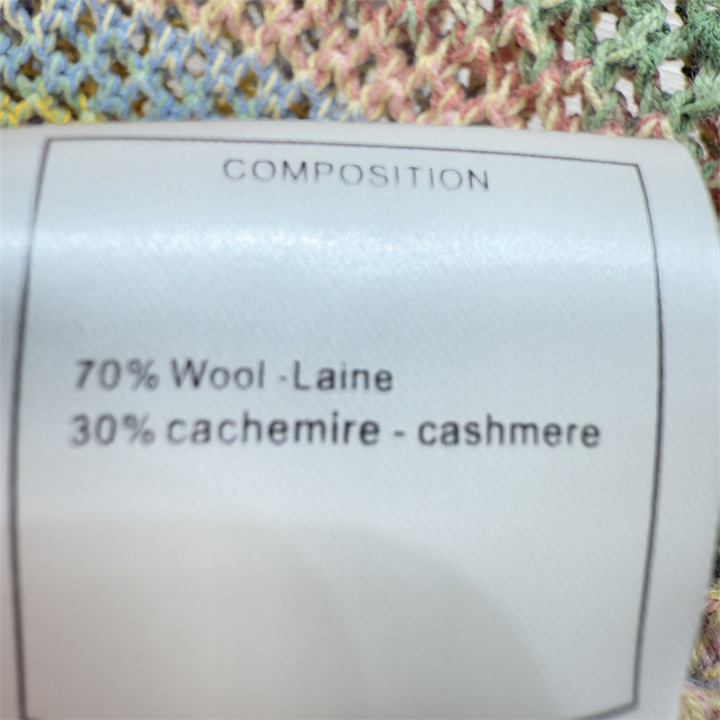 COMPOSITION
70% Wool -Laine
30% cachemire - cashmere